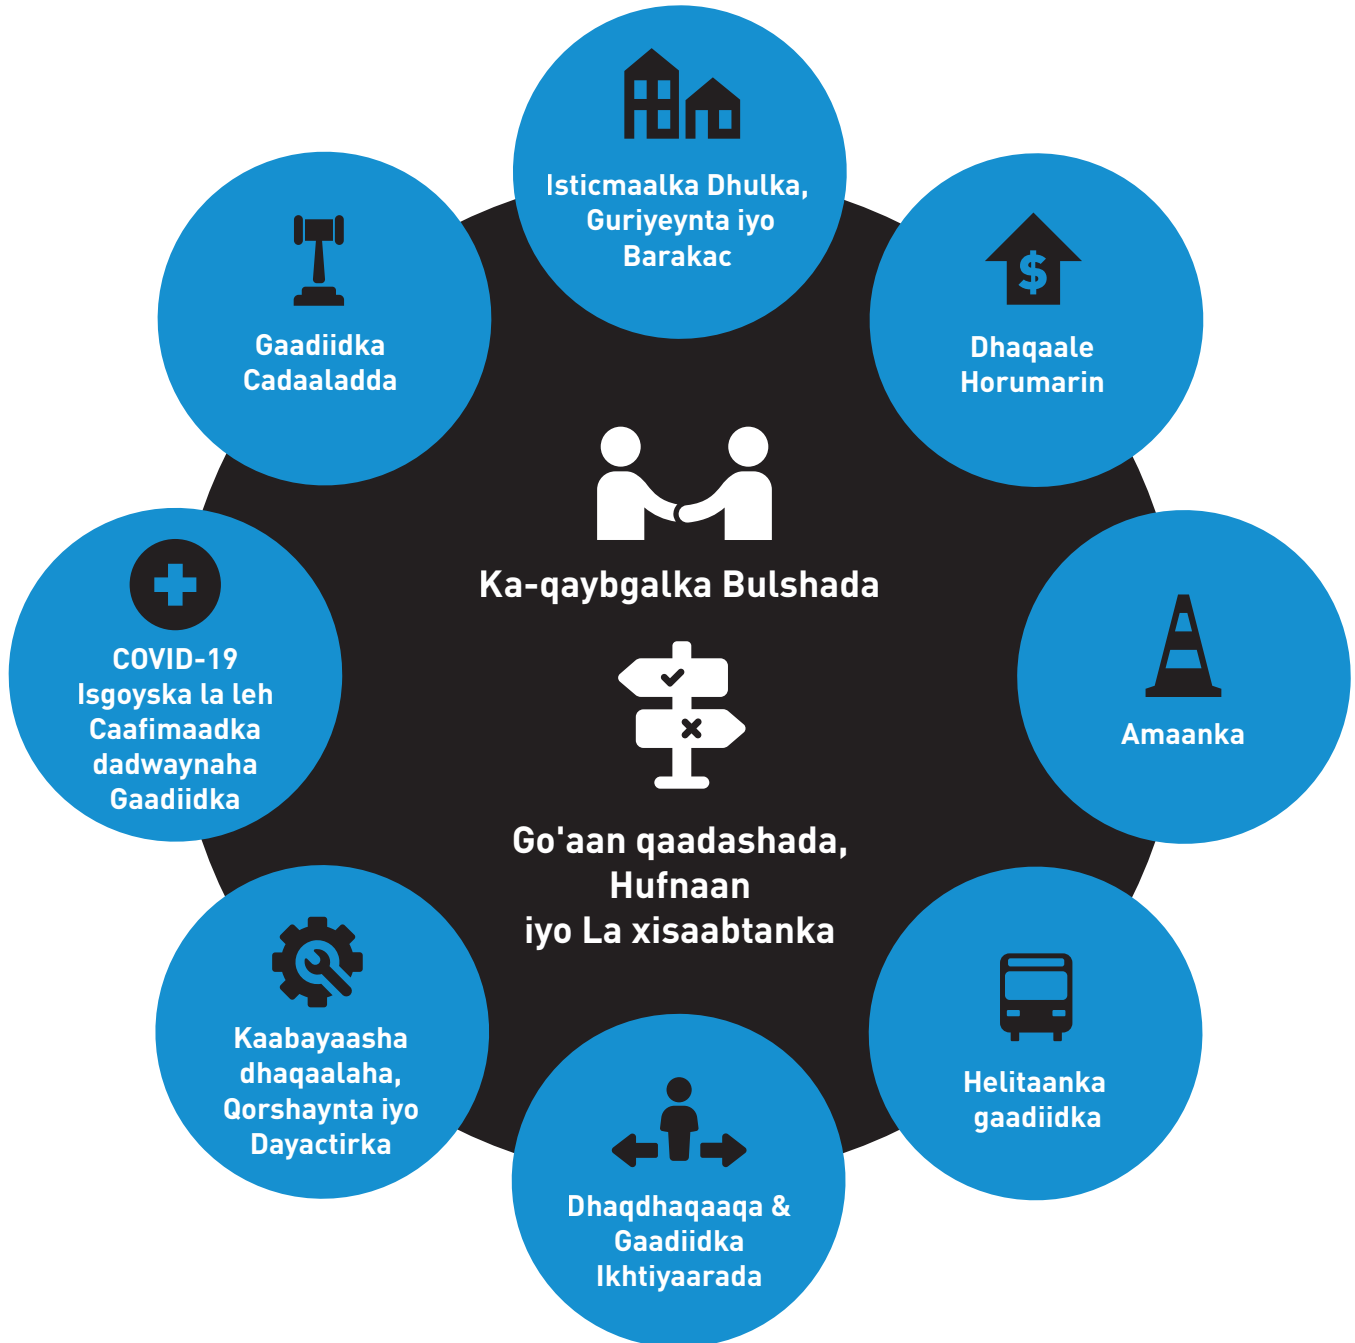 Isticmaalka Dhulka,
Guriyeynta iyo
Barakac
Dhaqaale
Horumarin
Amaanka
Helitaanka
gaadiidka
Dhaqdhaqaaqa &
Gaadiidka
Ikhtiyaarada
Kaabayaasha
dhaqaalaha,
Qorshaynta iyo
Dayactirka
COVID-19
Isgoyska la leh
Caafimaadka
dadwaynaha
Gaadiidka
Gaadiidka
Cadaaladda
Ka-qaybgalka Bulshada
Go'aan qaadashada,
Hufnaan
iyo La xisaabtanka
$